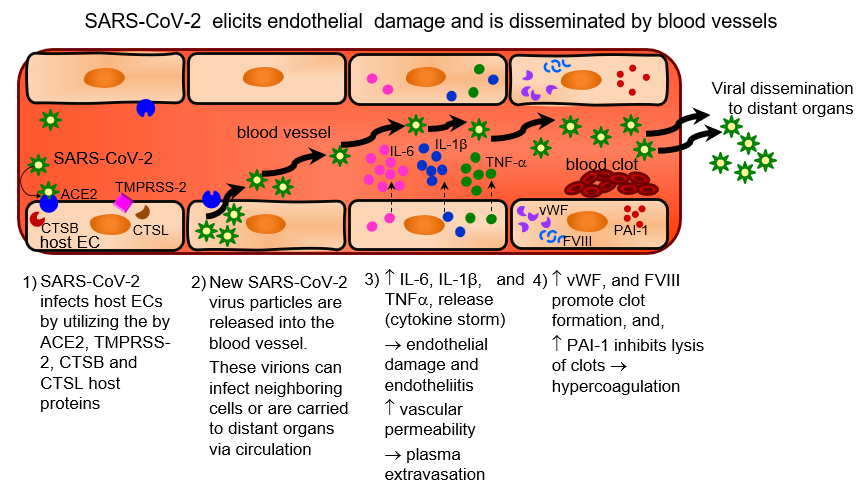 SARS-CoV-2 elicits endothelial damage and is disseminated by blood vessels
Viral dissemination
to distant organs
blood vessel
SARS-CoV-2
ACE2
TMPRSS-2
CTSB
CTSL
host EC
IL-6
IL-1β
TNF-α
blood clot
vWF
FVIII
PAI-1
1) SARS-CoV-2
infects host ECs
by utilizing the by
ACE2, TMPRSS-
2, CTSB and
CTSL host
proteins
2) New SARS-CoV-2
virus particles are
released into the
blood vessel.
These virions can
infect neighboring
cells or are carried
to distant organs
via circulation
3) ↑ IL-6, IL-1β, and
TNFα, release
(cytokine storm)
→ endothelial
damage and
endotheliitis
↑ vascular
permeability
→ plasma
extravasation
4) ↑ vWF, and FVIII
promote clot
formation, and,
↑ PAI-1 inhibits lysis
of clots →
hypercoagulation